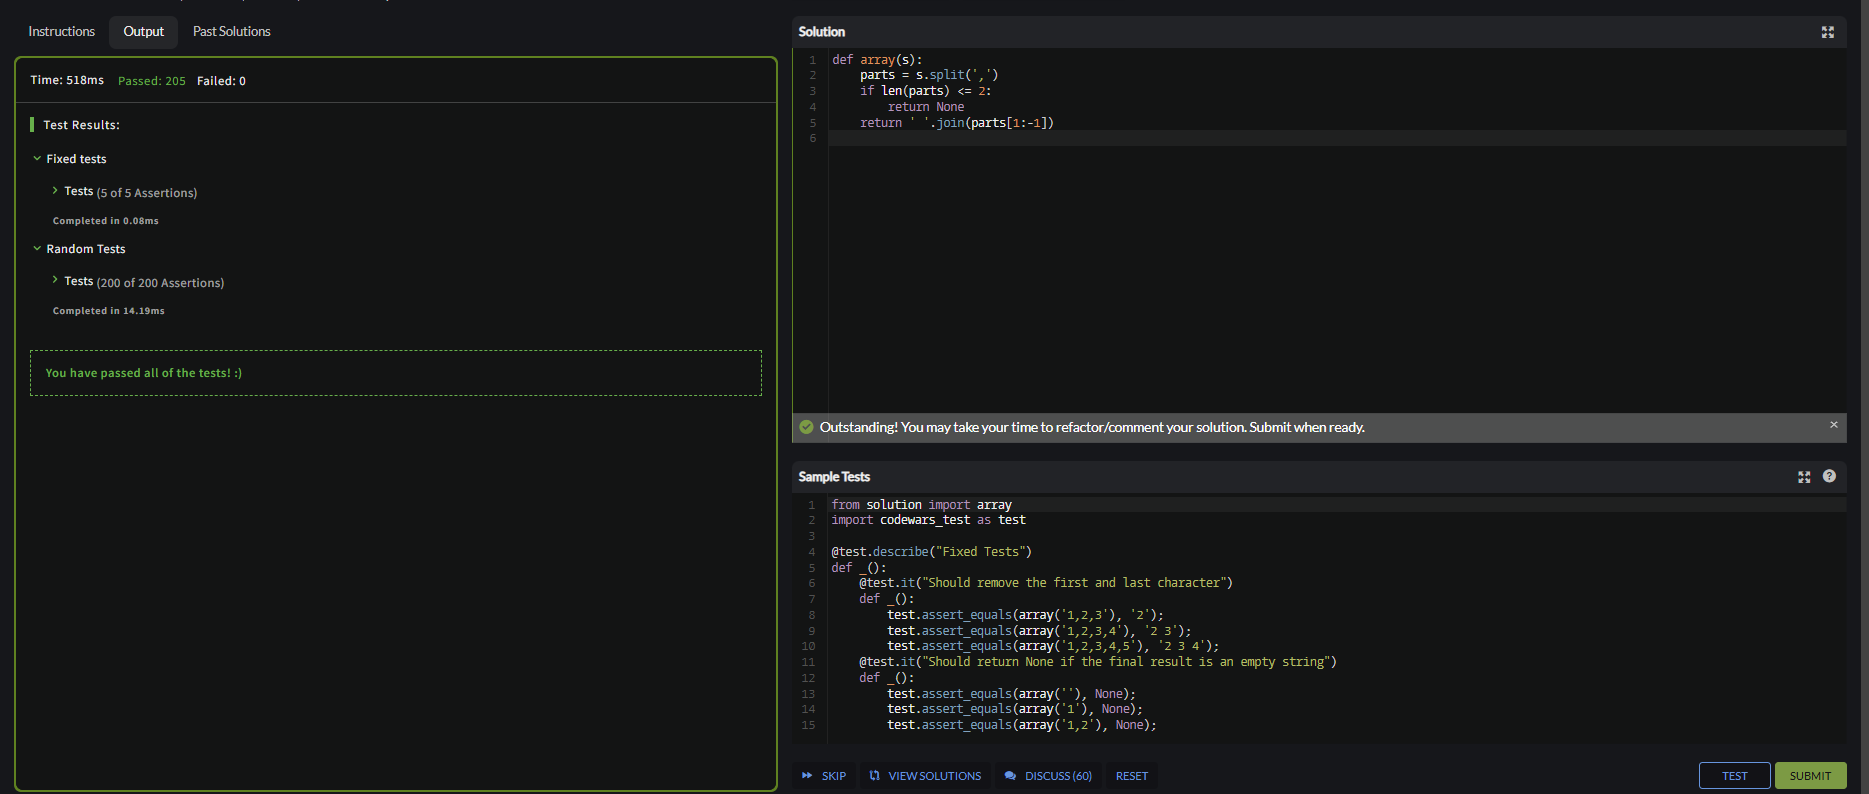 Instructions
Output
Past Solutions
Time: 518ms Passed: 205 Failed: 0
Test Results:
Fixed tests
Tests (5 of 5 Assertions)
Completed in 0.08ms
Random Tests
Tests (200 of 200 Assertions)
Completed in 14.19ms
You have passed all of the tests! :)
Solution
1 def array(s):
2     parts = s.split(',')
3     if len(parts) <= 2:
4         return None
5     return ' '.join(parts[1:-1])
6
Outstanding! You may take your time to refactor/comment your solution. Submit when ready.
×
Sample Tests
?
1 from solution import array
2 import codewars_test as test
3
4 @test.describe("Fixed Tests")
5 def _():
6     @test.it("Should remove the first and last character")
7     def _():
8         test.assert_equals(array('1,2,3'), '2');
9         test.assert_equals(array('1,2,3,4'), '2 3');
10         test.assert_equals(array('1,2,3,4,5'), '2 3 4');
11     @test.it("Should return None if the final result is an empty string")
12     def _():
13         test.assert_equals(array(''), None);
14         test.assert_equals(array('1'), None);
15         test.assert_equals(array('1,2'), None);
SKIP
VIEW SOLUTIONS
DISCUSS (60)
RESET
TEST
SUBMIT